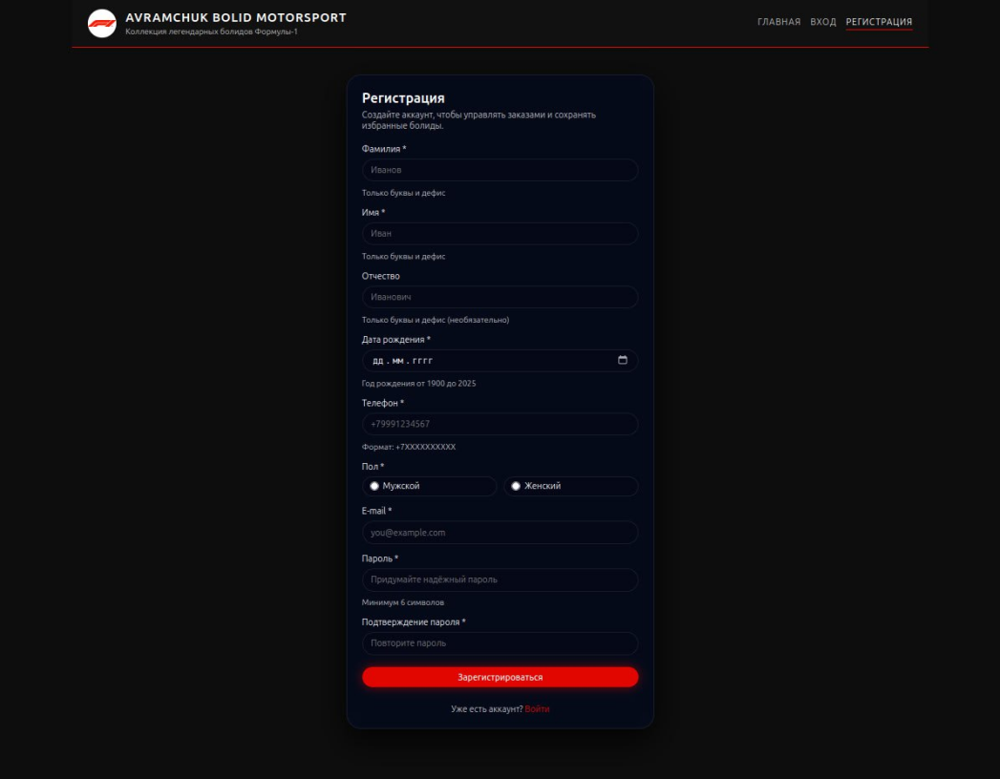 AVRAMCHUK BOLID MOTORSPORT
Коллекция легендарных болидов Формулы-1
ГЛАВНАЯ ВХОД РЕГИСТРАЦИЯ
Регистрация
Создайте аккаунт, чтобы управлять заказами и сохранять
избранные болиды.
Фамилия *
Иванов
Только буквы и дефис
Имя *
Иван
Только буквы и дефис
Отчество
Иванович
Только буквы и дефис (необязательно)
Дата рождения *
дд.мм.гггг
Год рождения от 1900 до 2025
Телефон *
+79991234567
Формат: +7XXXXXXXXXX
Пол *
Мужской Женский
E-mail *
you@example.com
Пароль *
Придумайте надёжный пароль
Минимум 6 символов
Подтверждение пароля *
Повторите пароль
Зарегистрироваться
Уже есть аккаунт? Войти